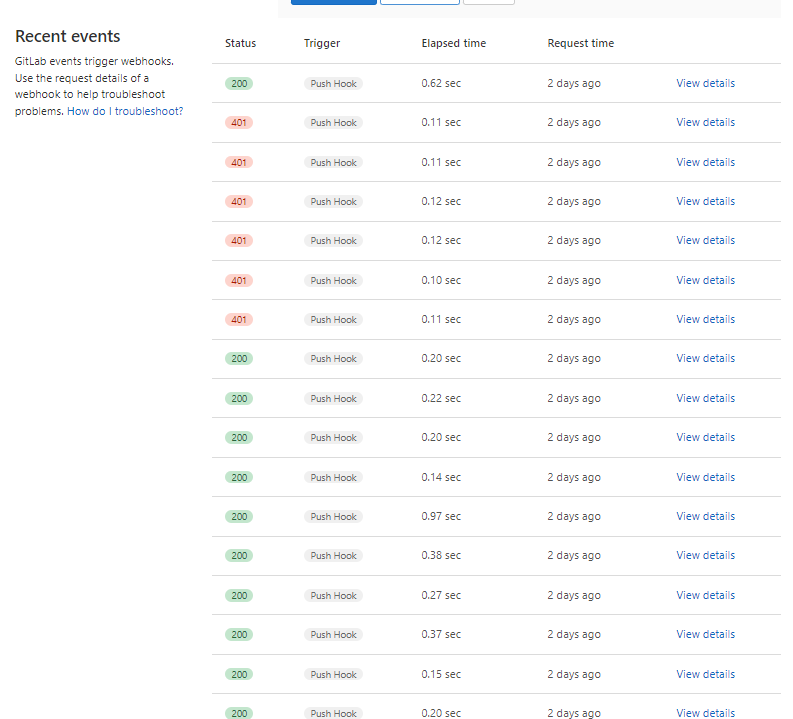 Recent events
GitLab events trigger webhooks.
Use the request details of a
webhook to help troubleshoot
problems. How do I troubleshoot?
Status Trigger Elapsed time Request time
200 Push Hook 0.62 sec 2 days ago View details
401 Push Hook 0.11 sec 2 days ago View details
401 Push Hook 0.11 sec 2 days ago View details
401 Push Hook 0.12 sec 2 days ago View details
401 Push Hook 0.12 sec 2 days ago View details
401 Push Hook 0.10 sec 2 days ago View details
401 Push Hook 0.11 sec 2 days ago View details
200 Push Hook 0.20 sec 2 days ago View details
200 Push Hook 0.22 sec 2 days ago View details
200 Push Hook 0.20 sec 2 days ago View details
200 Push Hook 0.14 sec 2 days ago View details
200 Push Hook 0.97 sec 2 days ago View details
200 Push Hook 0.38 sec 2 days ago View details
200 Push Hook 0.27 sec 2 days ago View details
200 Push Hook 0.37 sec 2 days ago View details
200 Push Hook 0.15 sec 2 days ago View details
200 Push Hook 0.20 sec 2 days ago View details